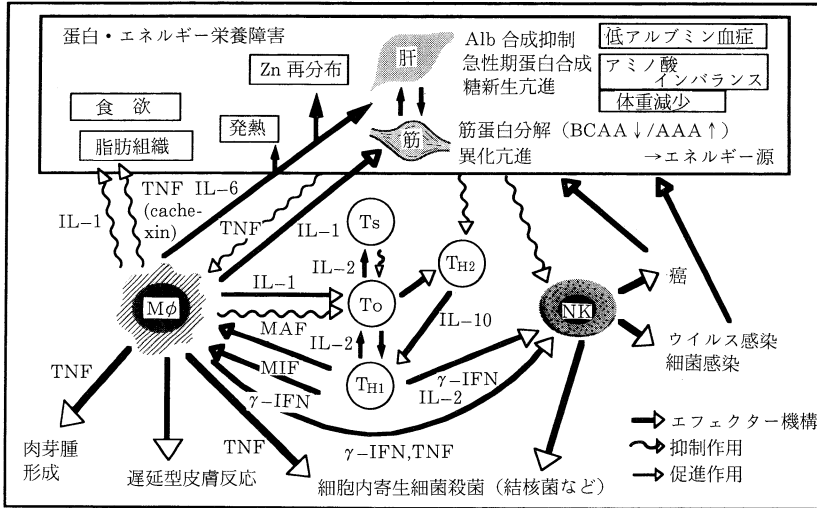 蛋白・エネルギー栄養障害
Zn 再分布
肝
Alb 合成抑制
急性期蛋白合成
糖新生亢進
低アルブミン血症
アミノ酸
インバランス
体重減少
食 欲
脂肪組織
発熱
筋
筋蛋白分解（BCAA↓/AAA↑）
異化亢進 →エネルギー源
IL-1
TNF
(cache-
xin)
IL-6
TNF
IL-1
Ts
IL-2
TH2
Mφ
IL-1
To
MAF
IL-2
IL-10
NK
癌
ウイルス感染
細菌感染
MIF
TH1
γ-IFN
IL-2
γ-IFN
TNF
TNF
γ-IFN,TNF
肉芽腫
形成
遅延型皮膚反応
細胞内寄生細菌殺菌（結核菌など）
エフェクター機構
抑制作用
促進作用